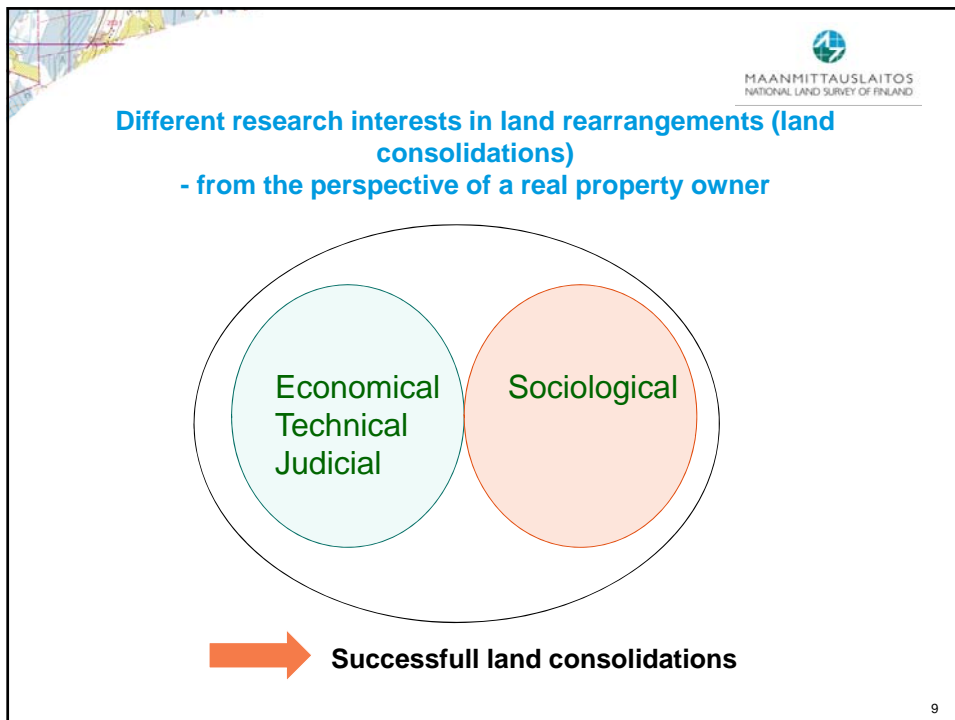 MAANMITTAUSLAITOS
NATIONAL LAND SURVEY OF FINLAND
Different research interests in land rearrangements (land
consolidations)
- from the perspective of a real property owner
Economical
Technical
Judicial
Sociological
Successfull land consolidations
9